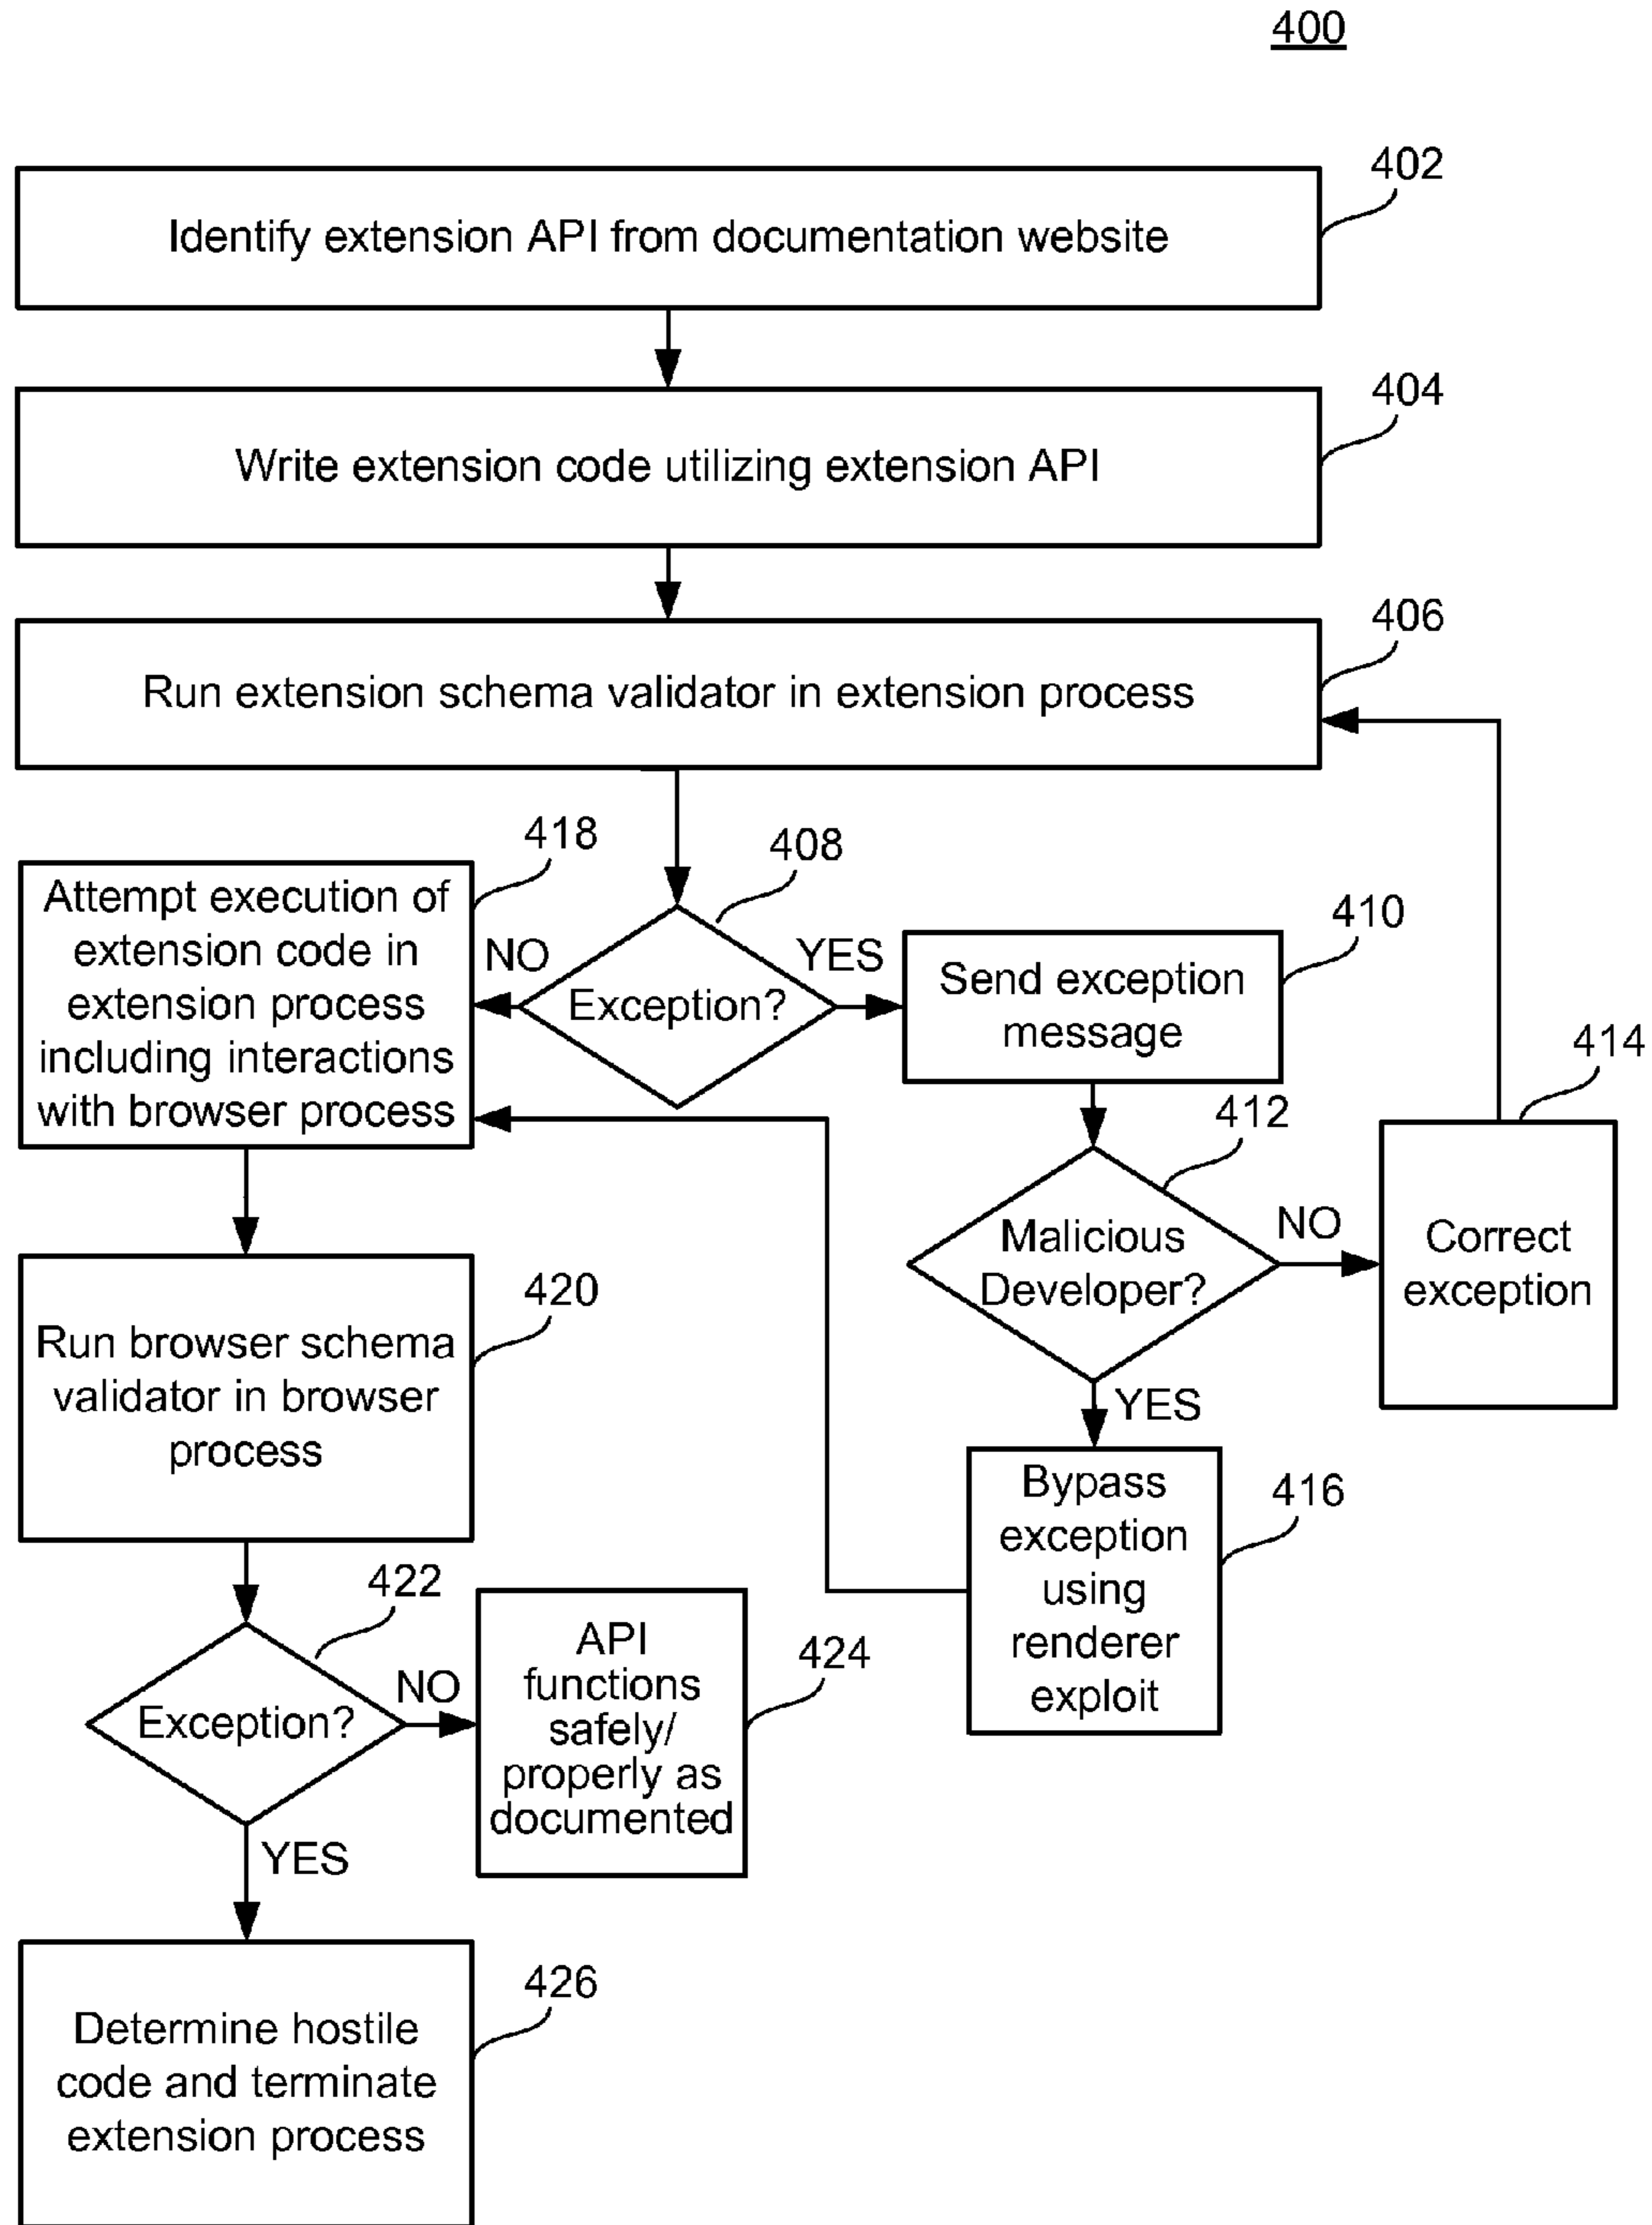 400
402
Identify extension API from documentation website
404
Write extension code utilizing extension API
406
Run extension schema validator in extension process
418
408
Attempt execution of
extension code in
extension process
including interactions
with browser process
NO
Exception?
YES
410
Send exception
message
414
Correct
exception
412
Malicious
Developer?
NO
YES
416
Bypass
exception
using
renderer
exploit
420
Run browser schema
validator in browser
process
422
Exception?
NO
YES
424
API
functions
safely/
properly as
documented
426
Determine hostile
code and terminate
extension process